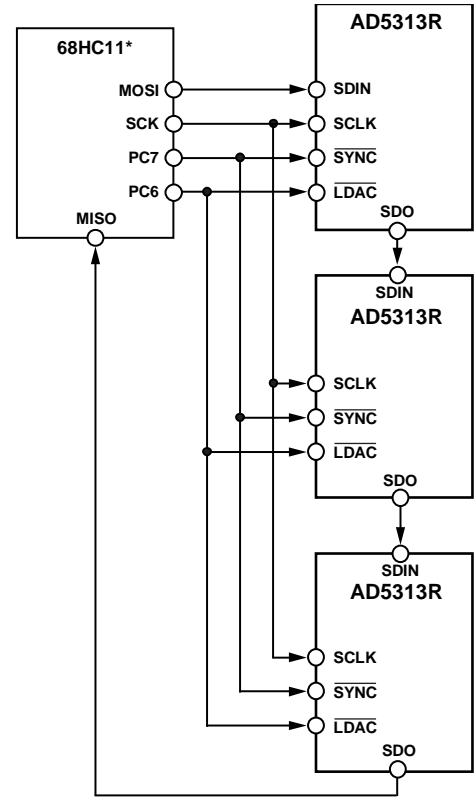 68HC11*
MOSI
SCK
PC7
PC6
MISO
AD5313R
SDIN
SCLK
SYNC
LDAC
SDO
SDIN
AD5313R
SCLK
SYNC
LDAC
SDO
SDIN
AD5313R
SCLK
SYNC
LDAC
SDO